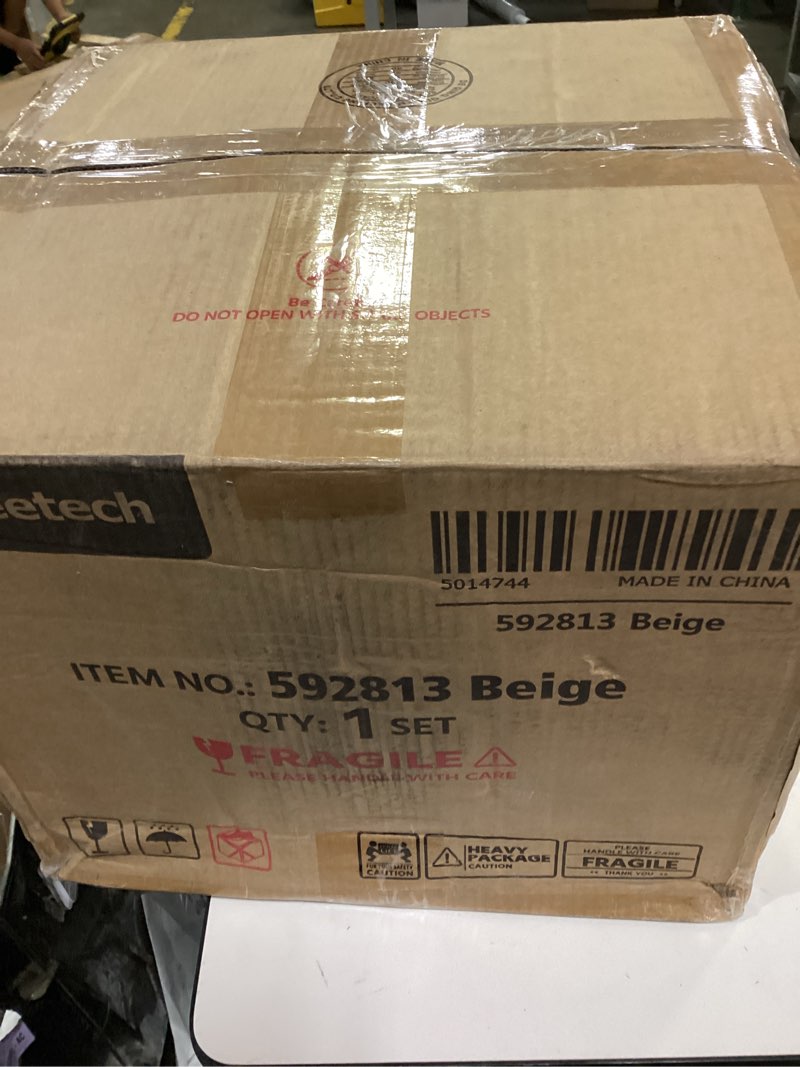 DO NOT OPEN WITH OBJECTS
eetech
5014744 MADE IN CHINA
592813 Beige
ITEM NO.: 592813 Beige
QTY: 1 SET
FRAGILE
PLEASE HANDLE WITH CARE
CAUTION
HEAVY
PACKAGE
CAUTION
PLEASE
HANDLE WITH CARE
FRAGILE
THANK YOU